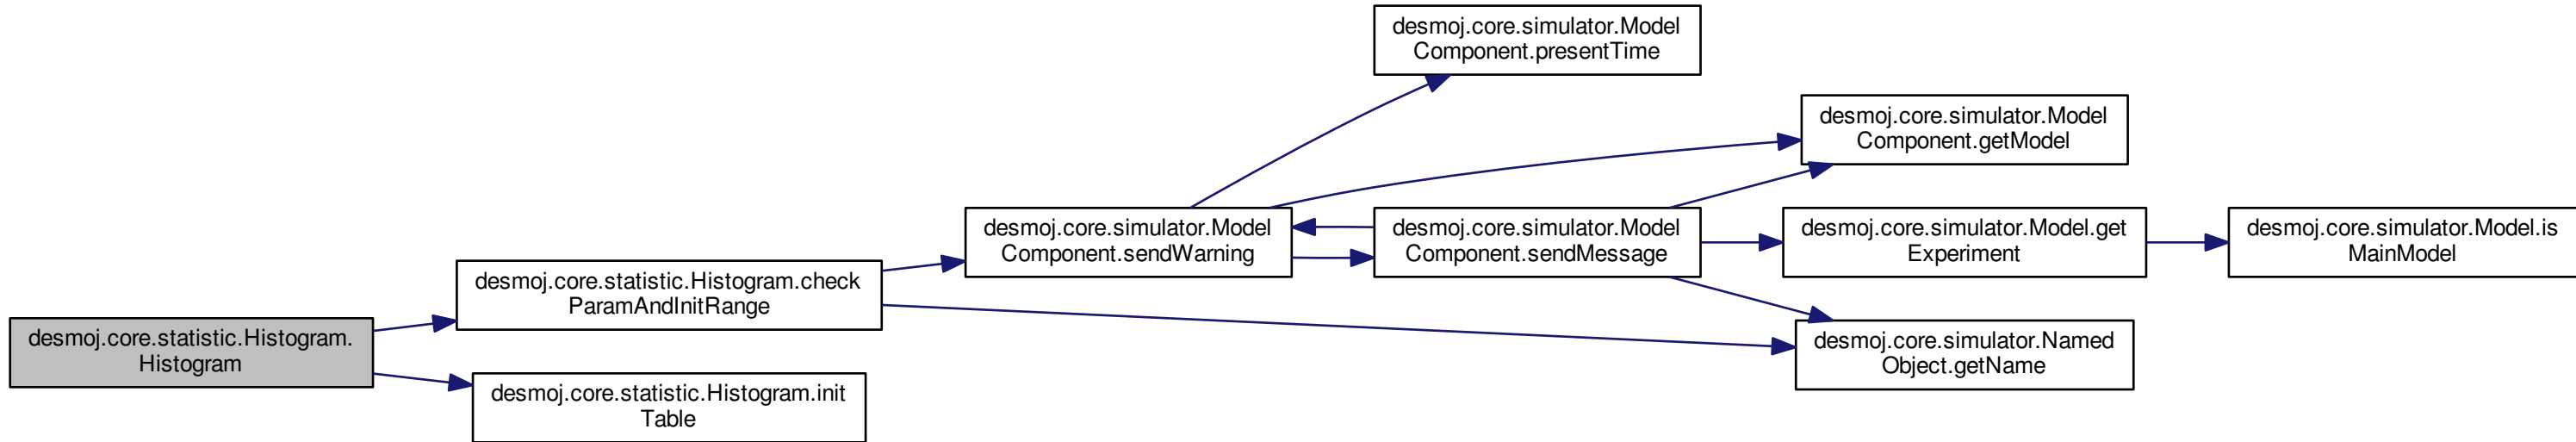 desmoj.core.simulator.Model
Component.presentTime
desmoj.core.simulator.Model
Component.getModel
desmoj.core.simulator.Model
Component.sendWarning
desmoj.core.simulator.Model
Component.sendMessage
desmoj.core.simulator.Model.get
Experiment
desmoj.core.simulator.Model.is
MainModel
desmoj.core.statistic.Histogram.check
ParamAndInitRange
desmoj.core.statistic.Histogram.
Histogram
desmoj.core.simulator.Named
Object.getName
desmoj.core.statistic.Histogram.init
Table